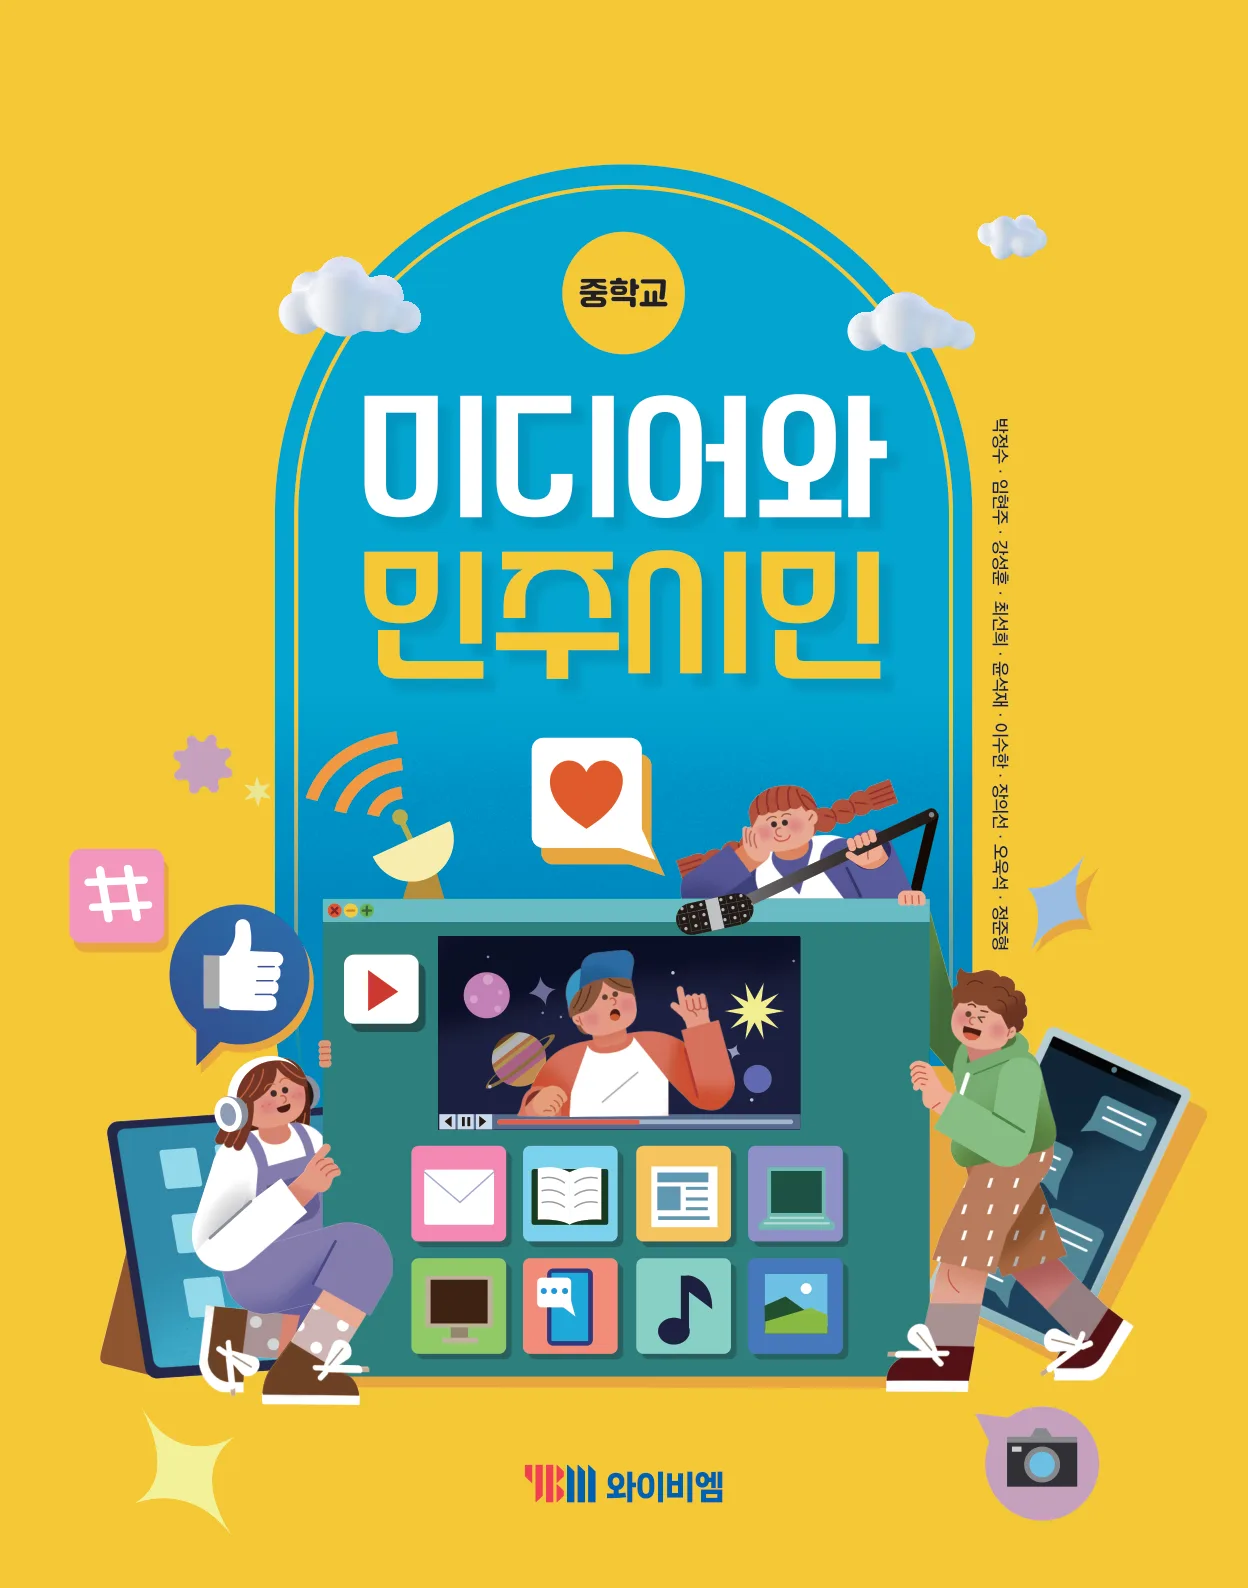 중학교
미디어와
민주시민
박정수 · 임현주 · 강성훈 · 최선희 · 윤석재 · 이수한 · 장의선 · 오욱석 · 정준형
YBM 와이비엠